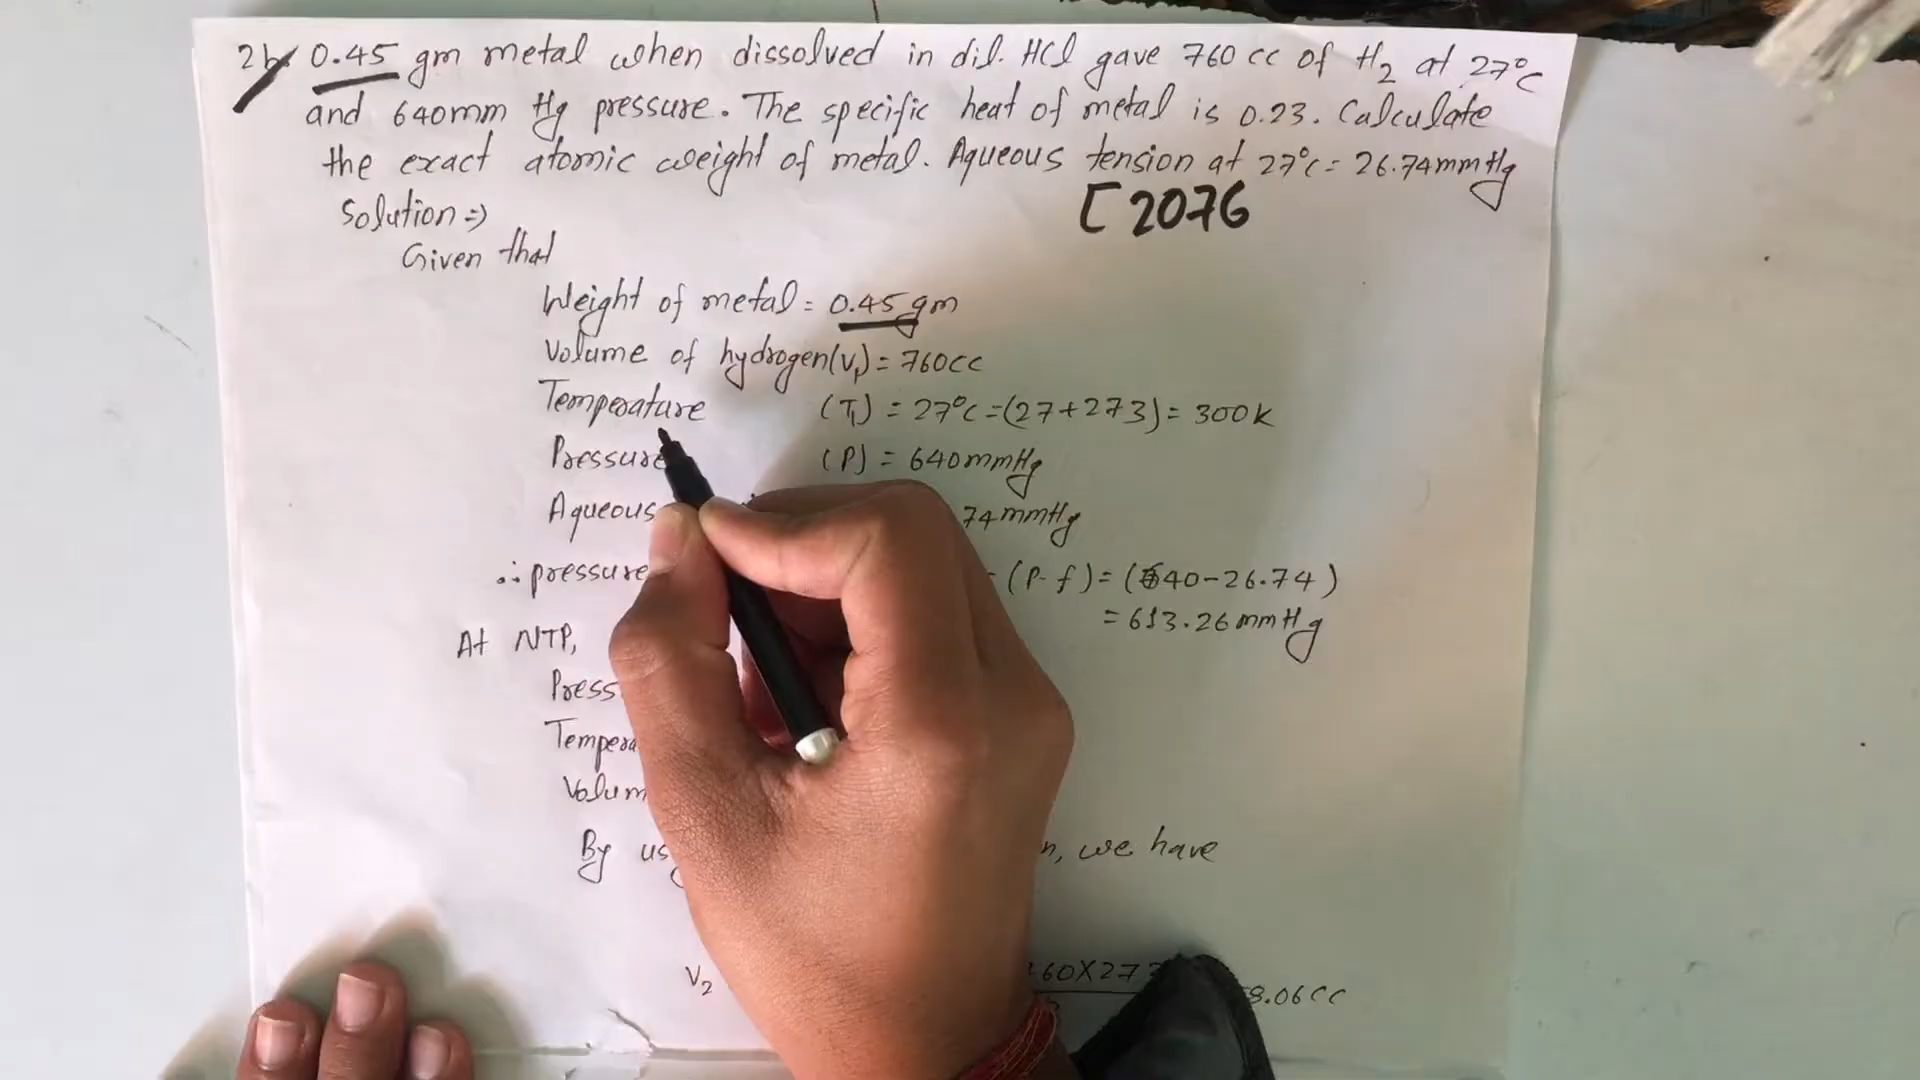 2b 0.45 gm metal when dissolved in dil. HCl gave 760 cc of H2 at 27°C
and 640mm Hg pressure. The specific heat of metal is 0.23. Calculate
the exact atomic weight of metal. Aqueous tension at 27°C = 26.74mmHg
[2076
Solution =>
Given that
Weight of metal = 0.45 gm
Volume of hydrogen(V1) = 760cc
Temperature (T1) = 27°C = (27+273) = 300K
Pressure (P) = 640mmHg
Aqueous 74mmHg
∴ pressure (P-f) = (640-26.74)
= 613.26mmHg
At NTP,
By we have
V2 60X273 8.06cc